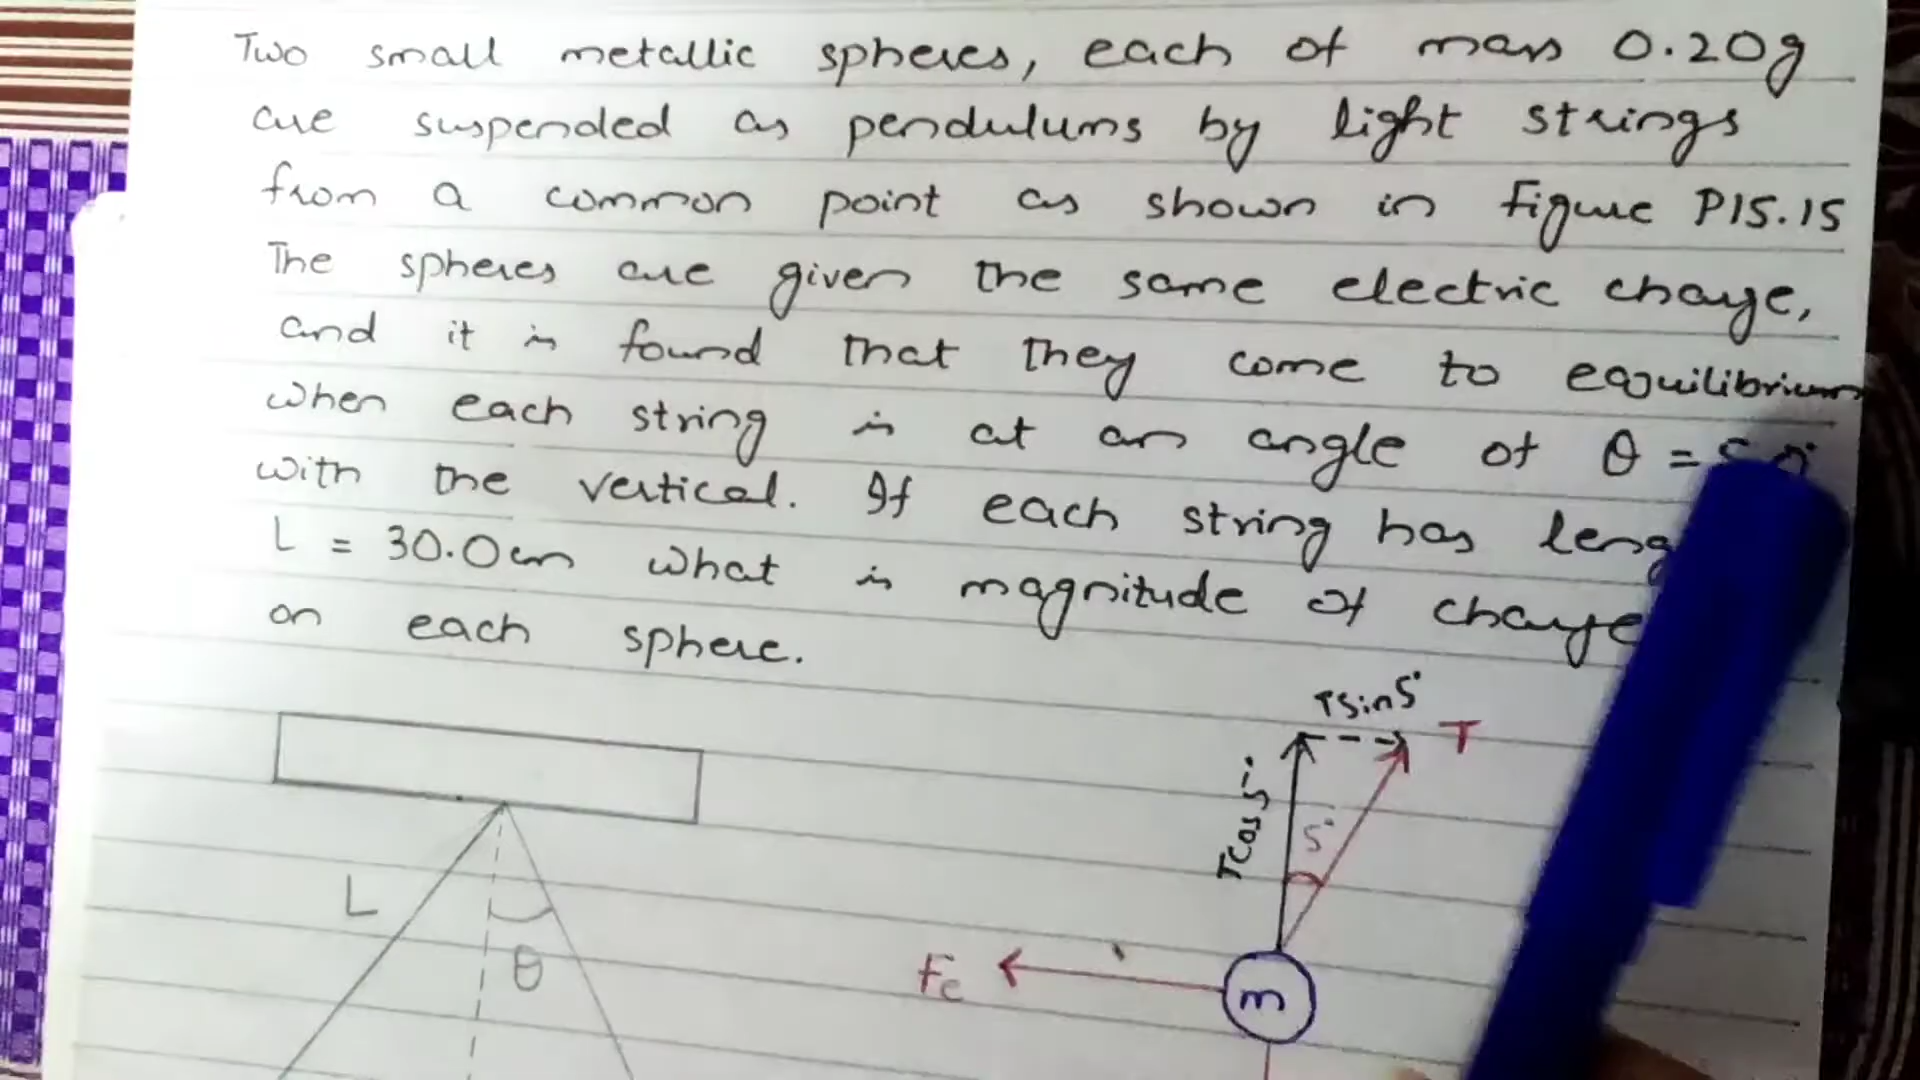 Two small metallic spheres, each of mass 0.20g
are suspended as pendulums by light strings
from a common point as shown in figure P15.15
The spheres are given the same electric charge,
and it is found that they come to equilibrium
when each string is at an angle of θ =
with the vertical. If each string has
L = 30.0cm what is magnitude of charge
on each sphere.
Tsin5°
T
Tcos5°
5°
L
θ
Fe
m